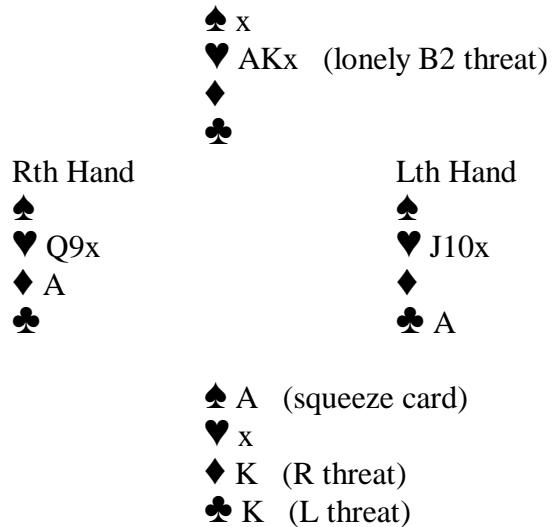 ♠ x
♥ AKx (lonely B2 threat)
♦
♣
Rth Hand Lth Hand
♠ ♠
♥ Q9x ♥ J10x
♦ A ♦
♣ ♣ A
♠ A (squeeze card)
♥ x
♦ K (R threat)
♣ K (L threat)